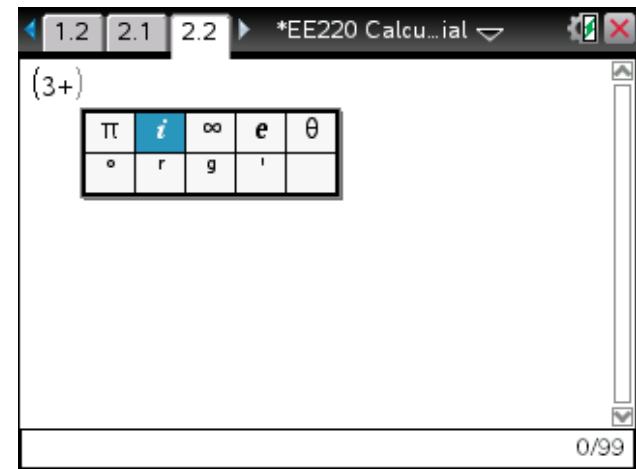 1.2 2.1 2.2 *EE220 Calcu…ial
(3+)
π i ∞ e θ
° r g '
0/99